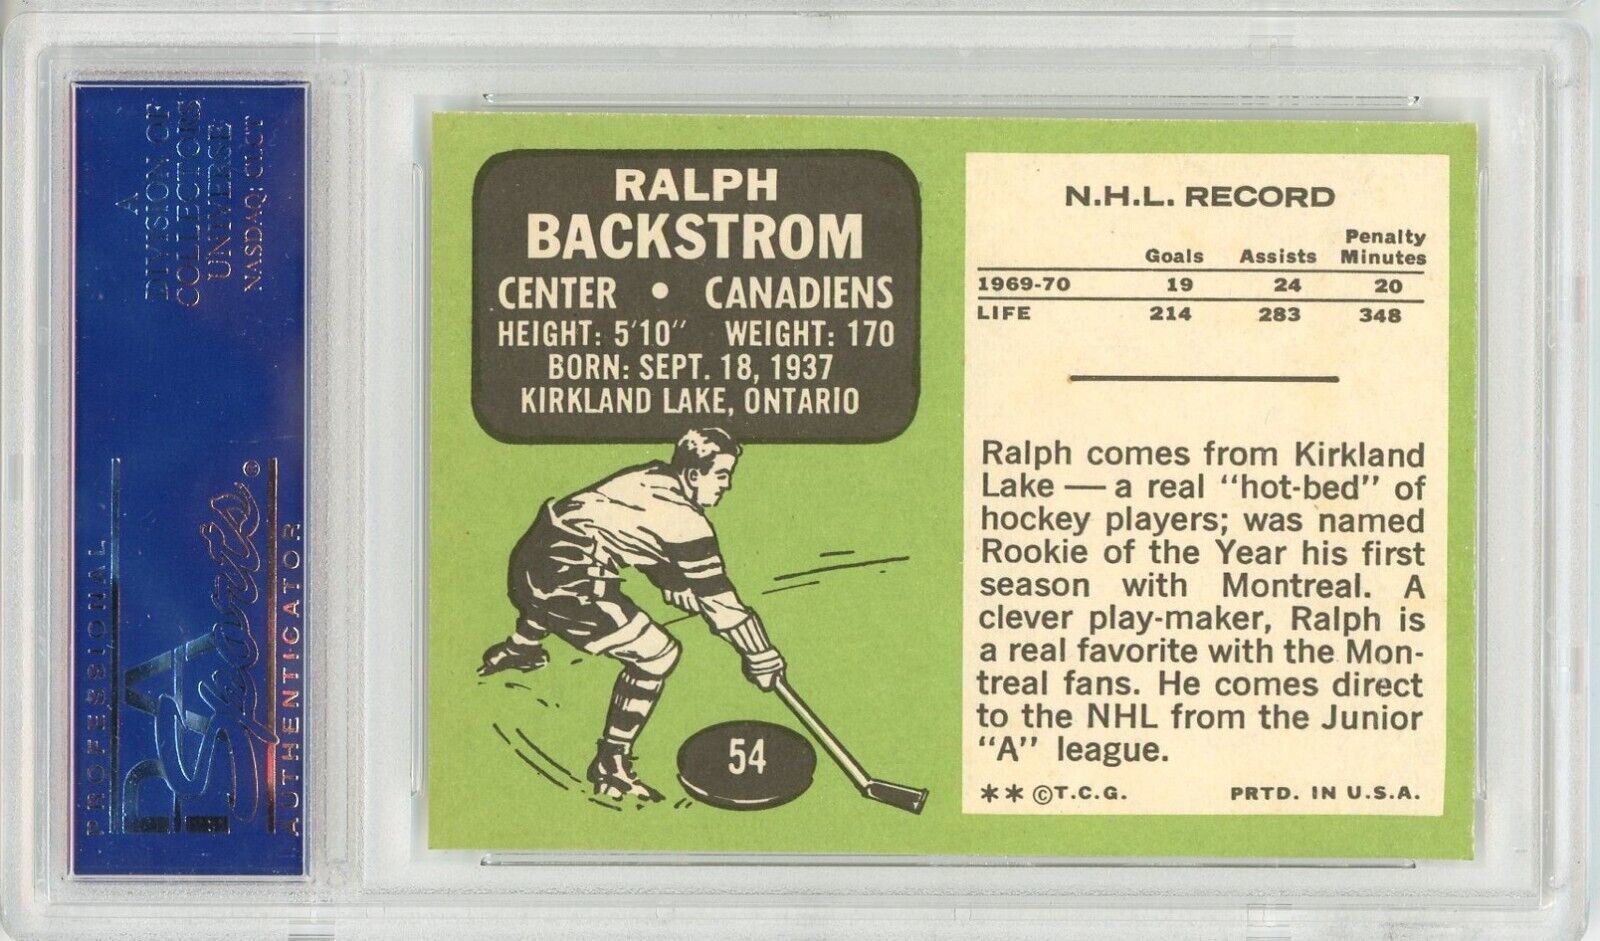 A
DIVISION OF
COLLECTORS
UNIVERSE
NASDAQ: CLCT
PROFESSIONAL
PSA
Sports®
AUTHENTICATOR
RALPH
BACKSTROM
CENTER • CANADIENS
HEIGHT: 5'10" WEIGHT: 170
BORN: SEPT. 18, 1937
KIRKLAND LAKE, ONTARIO
54
N.H.L. RECORD
Goals Assists Penalty Minutes
1969-70 19 24 20
LIFE 214 283 348
Ralph comes from Kirkland
Lake — a real "hot-bed" of
hockey players; was named
Rookie of the Year his first
season with Montreal. A
clever play-maker, Ralph is
a real favorite with the Mon-
treal fans. He comes direct
to the NHL from the Junior
"A" league.
** ©T.C.G. PRTD. IN U.S.A.